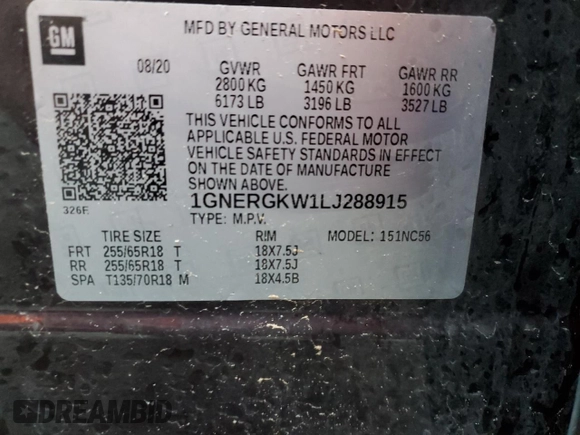 GM
MFD BY GENERAL MOTORS LLC
08/20 GVWR GAWR FRT GAWR RR
2800 KG 1450 KG 1600 KG
6173 LB 3196 LB 3527 LB
THIS VEHICLE CONFORMS TO ALL
APPLICABLE U.S. FEDERAL MOTOR
VEHICLE SAFETY STANDARDS IN EFFECT
ON THE DATE OF MANUFACTURE
SHOWN ABOVE.
326F
1GNERGKW1LJ288915
TYPE: M.P.V.
TIRE SIZE RIM MODEL: 151NC56
FRT 255/65R18 T 18X7.5J
RR 255/65R18 T 18X7.5J
SPA T135/70R18 M 18X4.5B
DREAMBID